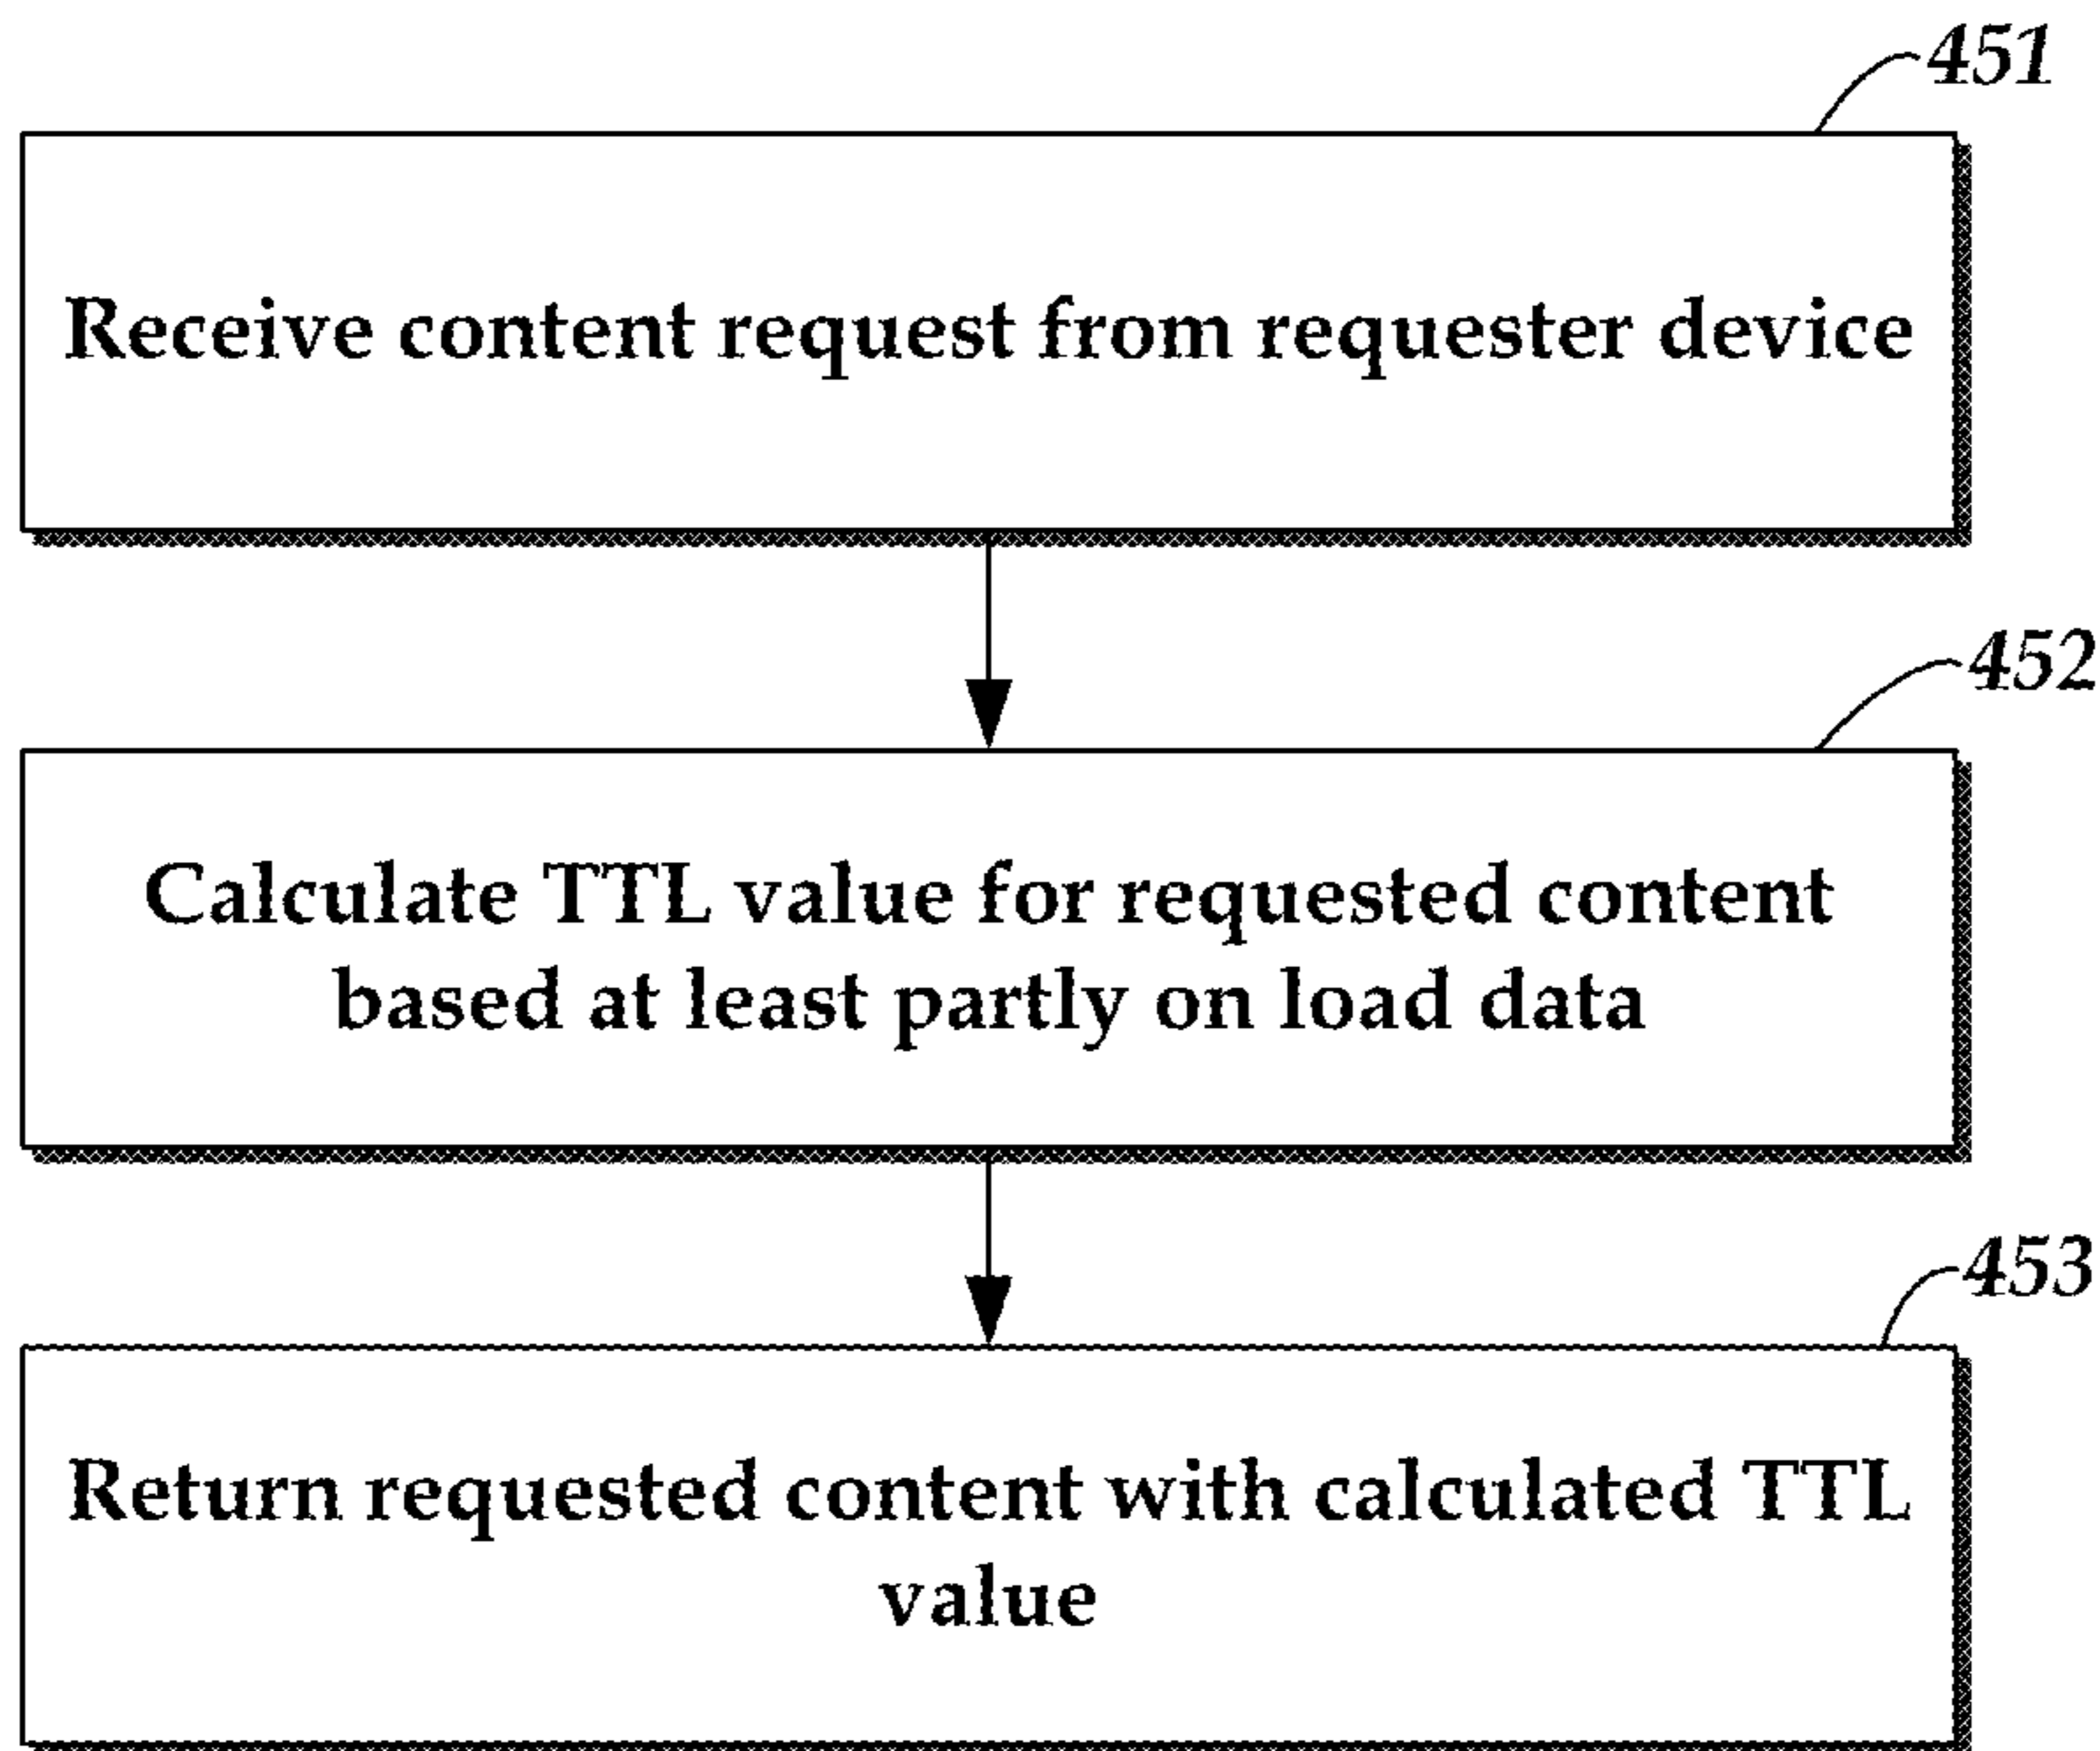 451
Receive content request from requester device
452
Calculate TTL value for requested content
based at least partly on load data
453
Return requested content with calculated TTL
value